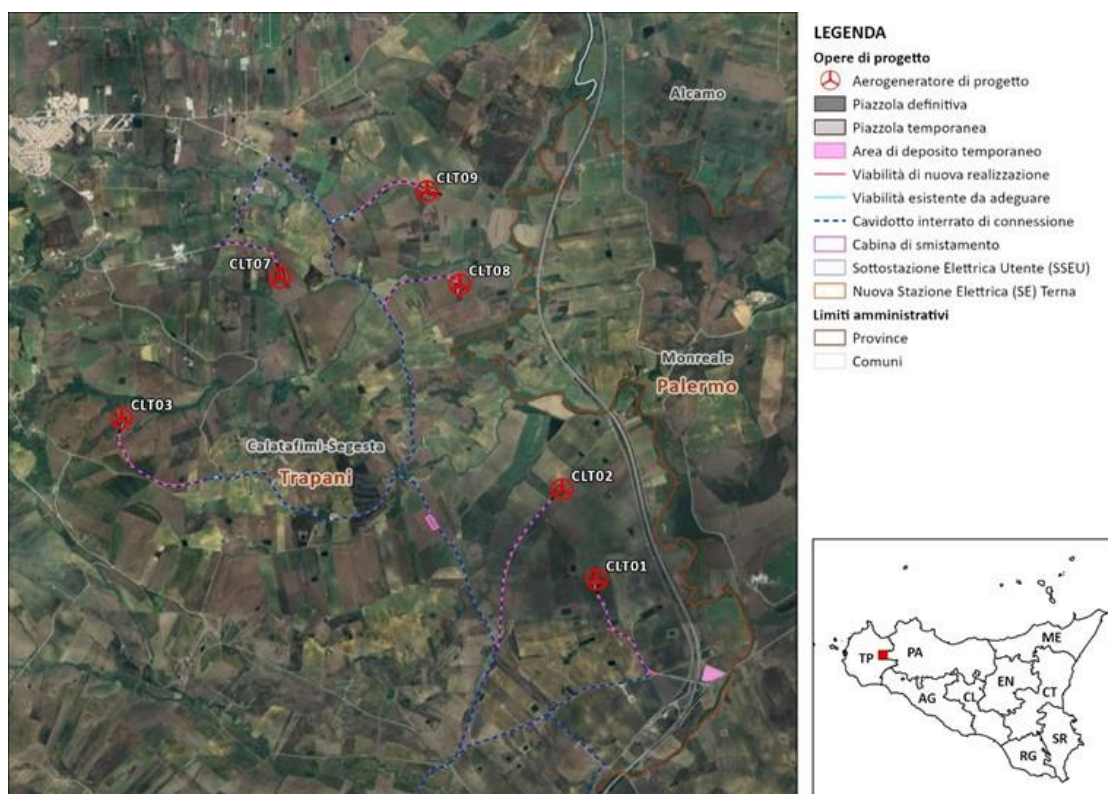 Alcamo
CLT09
CLT07
CLT08
Monreale
Palermo
CLT03
Calatafimi-Segesta
Trapani
CLT02
CLT01
LEGENDA
Opere di progetto
Aerogeneratore di progetto
Piazzola definitiva
Piazzola temporanea
Area di deposito temporaneo
Viabilità di nuova realizzazione
Viabilità esistente da adeguare
Cavidotto interrato di connessione
Cabina di smistamento
Sottostazione Elettrica Utente (SSEU)
Nuova Stazione Elettrica (SE) Terna
Limiti amministrativi
Province
Comuni
ME
TP
PA
EN
CT
AG
CL
SR
RG